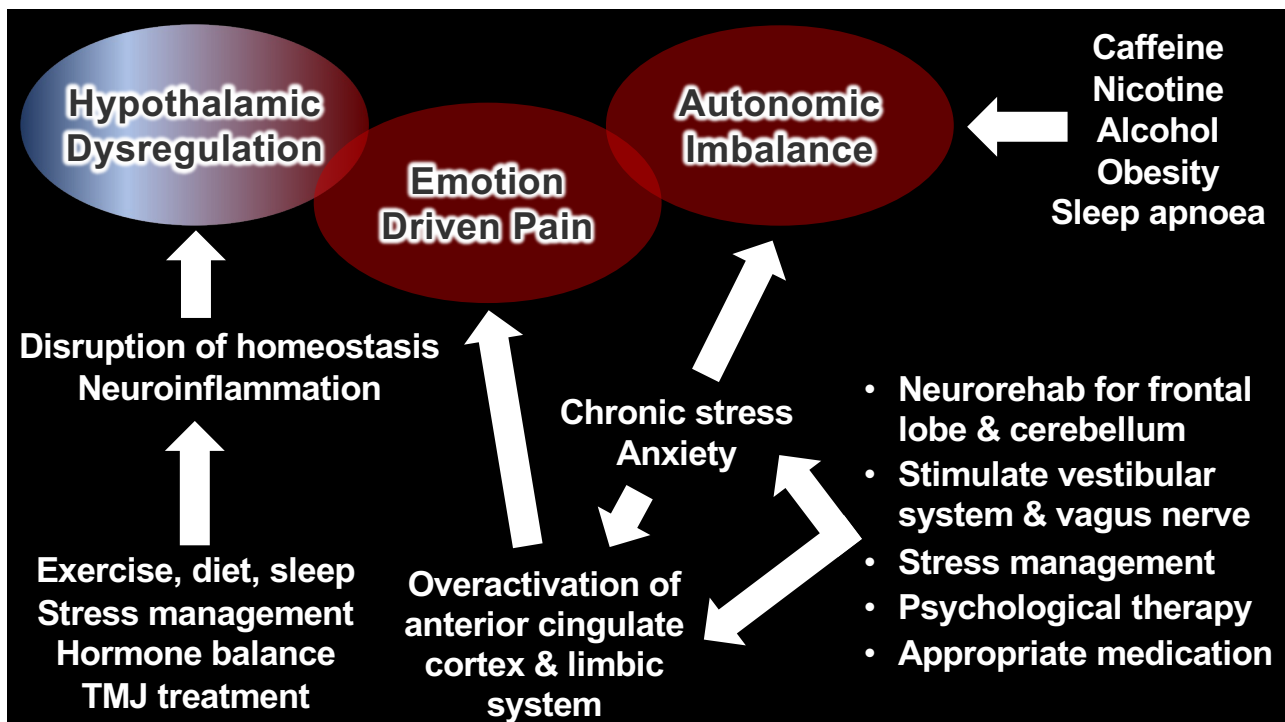 Hypothalamic
Dysregulation
Emotion
Driven Pain
Autonomic
Imbalance
Caffeine
Nicotine
Alcohol
Obesity
Sleep apnoea
Disruption of homeostasis
Neuroinflammation
Exercise, diet, sleep
Stress management
Hormone balance
TMJ treatment
Chronic stress
Anxiety
Overactivation of
anterior cingulate
cortex & limbic
system
• Neurorehab for frontal
lobe & cerebellum
• Stimulate vestibular
system & vagus nerve
• Stress management
• Psychological therapy
• Appropriate medication